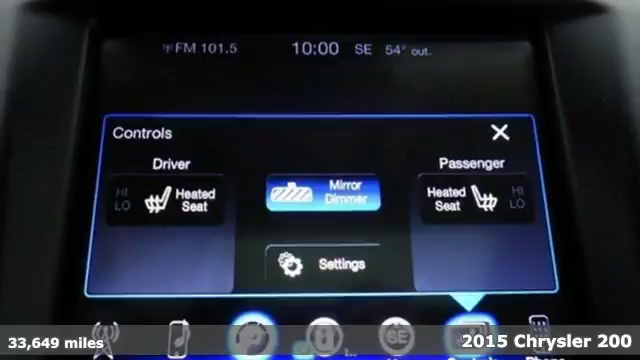 FM 101.5 10:00 SE 54° out.
Controls
Driver
Passenger
HI
LO
Heated
Seat
Mirror
Dimmer
Heated
Seat
HI
LO
Settings
SE
33,649 miles
2015 Chrysler 200